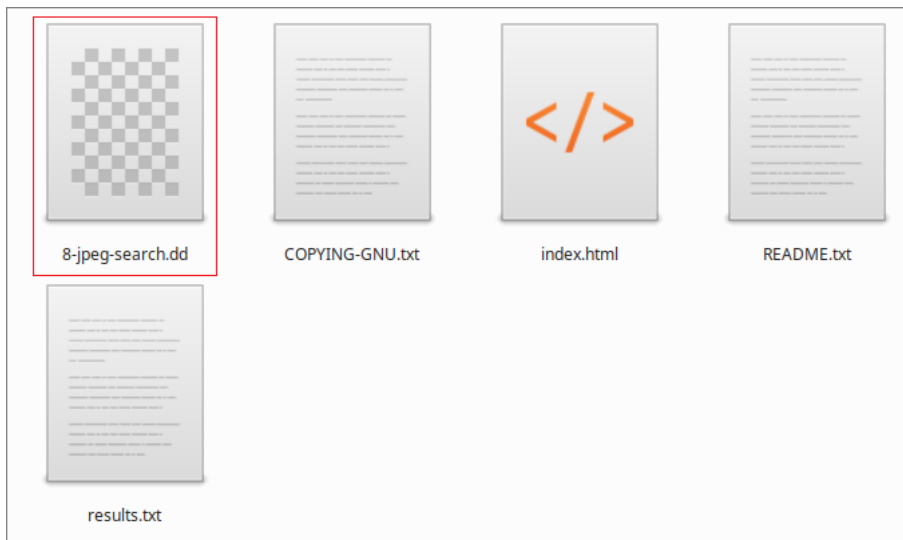 8-jpeg-search.dd
COPYING-GNU.txt
index.html
README.txt
results.txt